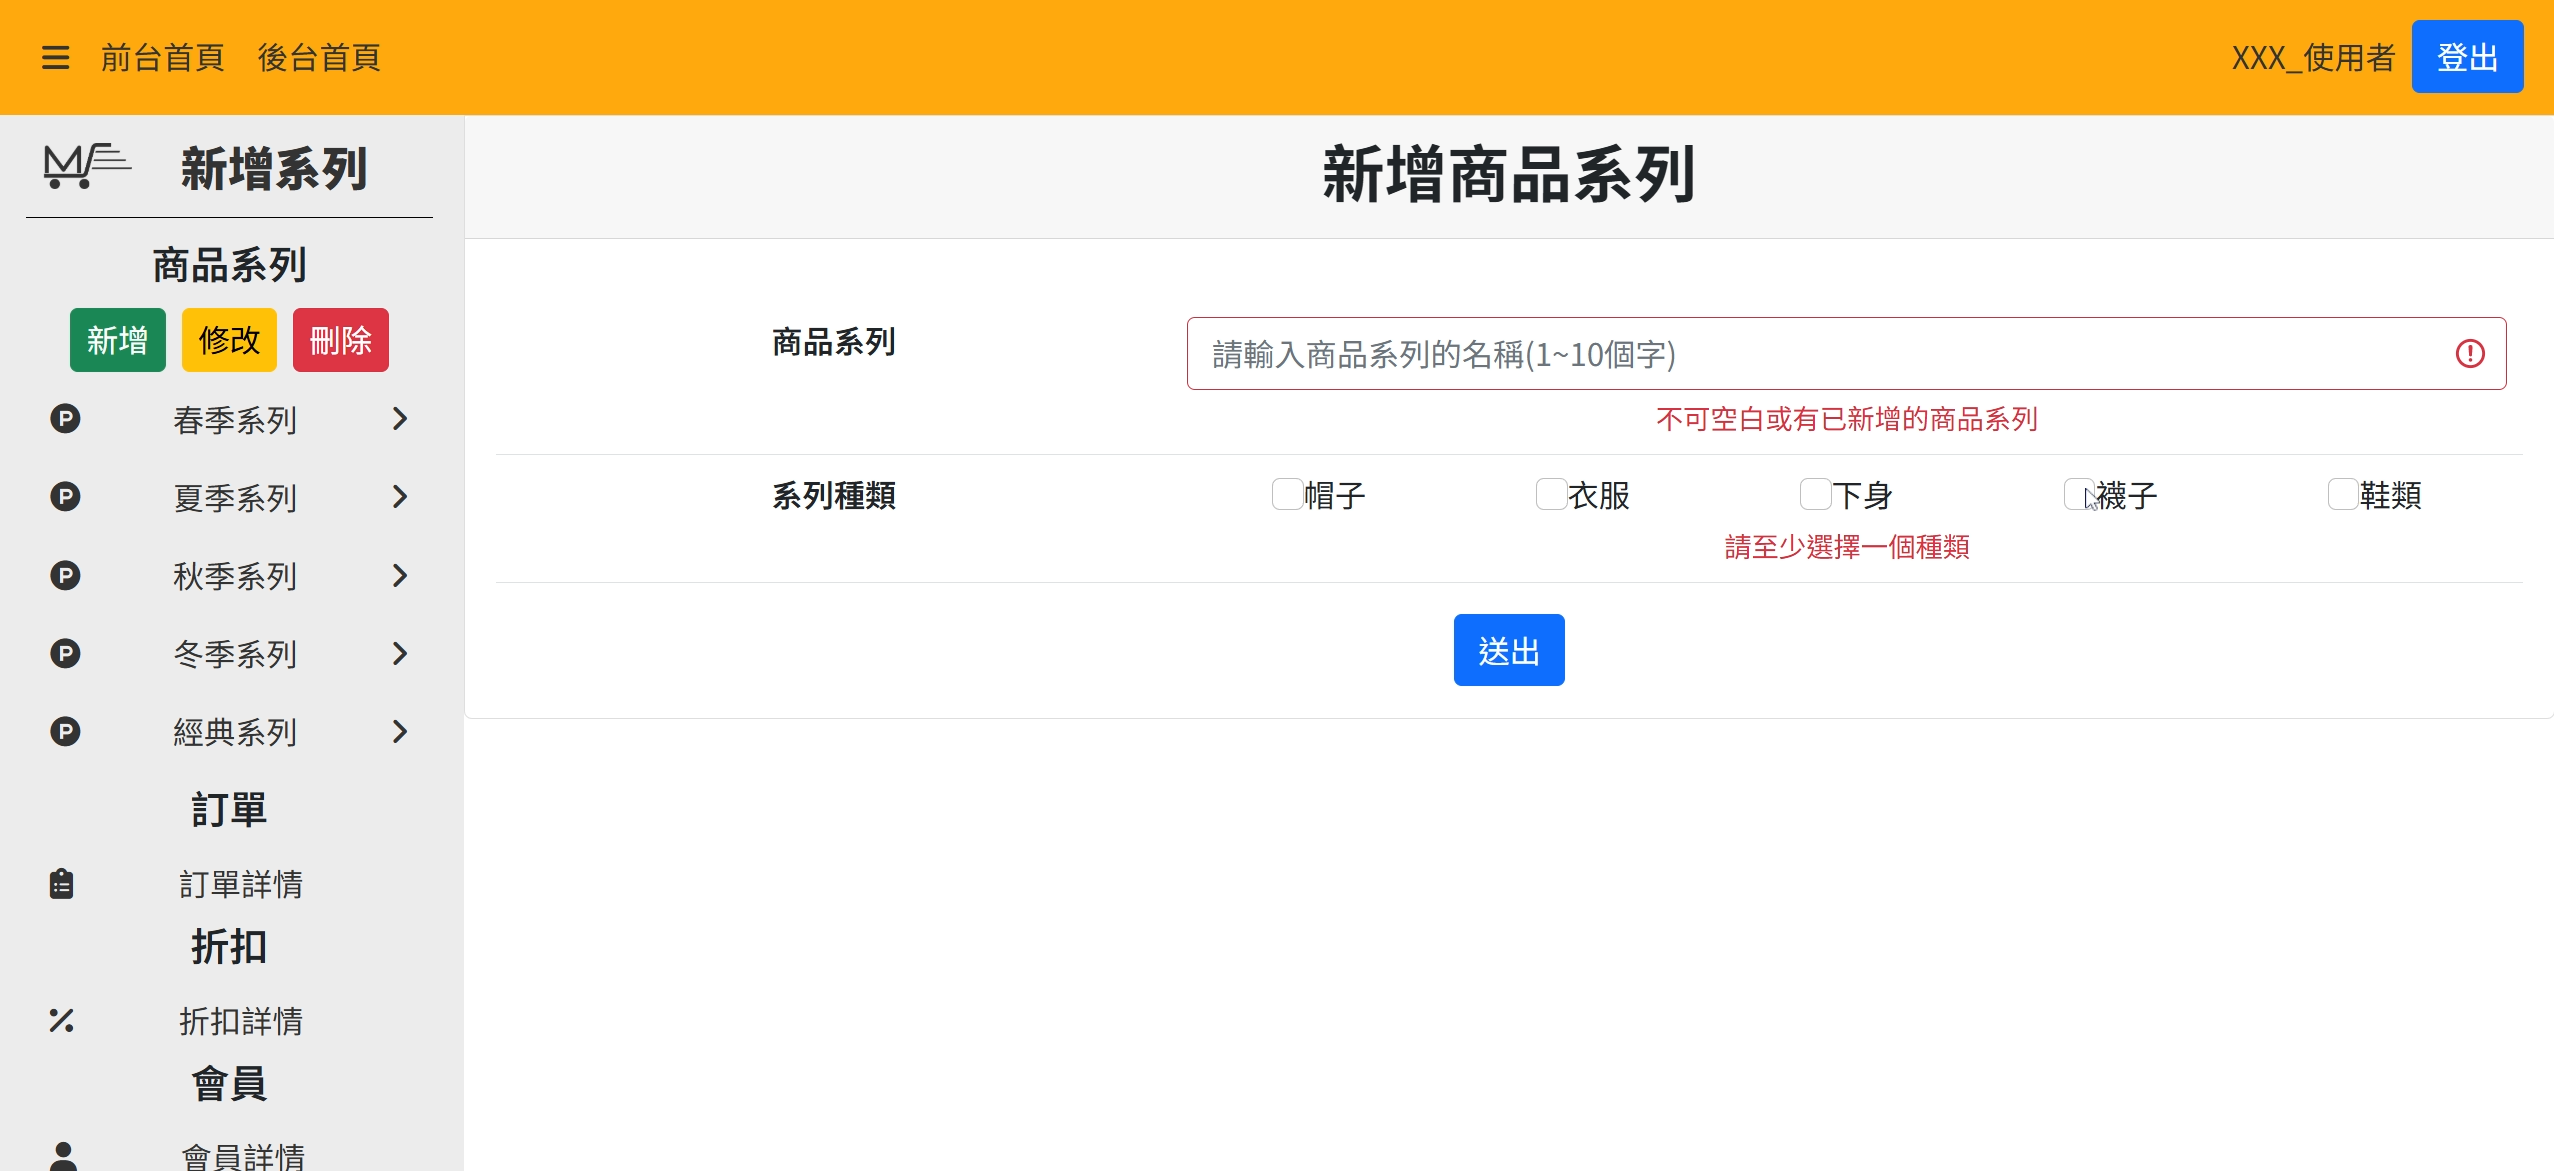 前台首頁 後台首頁 XXX_使用者 登出
新增系列
商品系列
新增 修改 刪除
春季系列
夏季系列
秋季系列
冬季系列
經典系列
訂單
訂單詳情
折扣
折扣詳情
會員
會員詳情
新增商品系列
商品系列 請輸入商品系列的名稱(1~10個字)
不可空白或有已新增的商品系列
系列種類 帽子 衣服 下身 襪子 鞋類
請至少選擇一個種類
送出